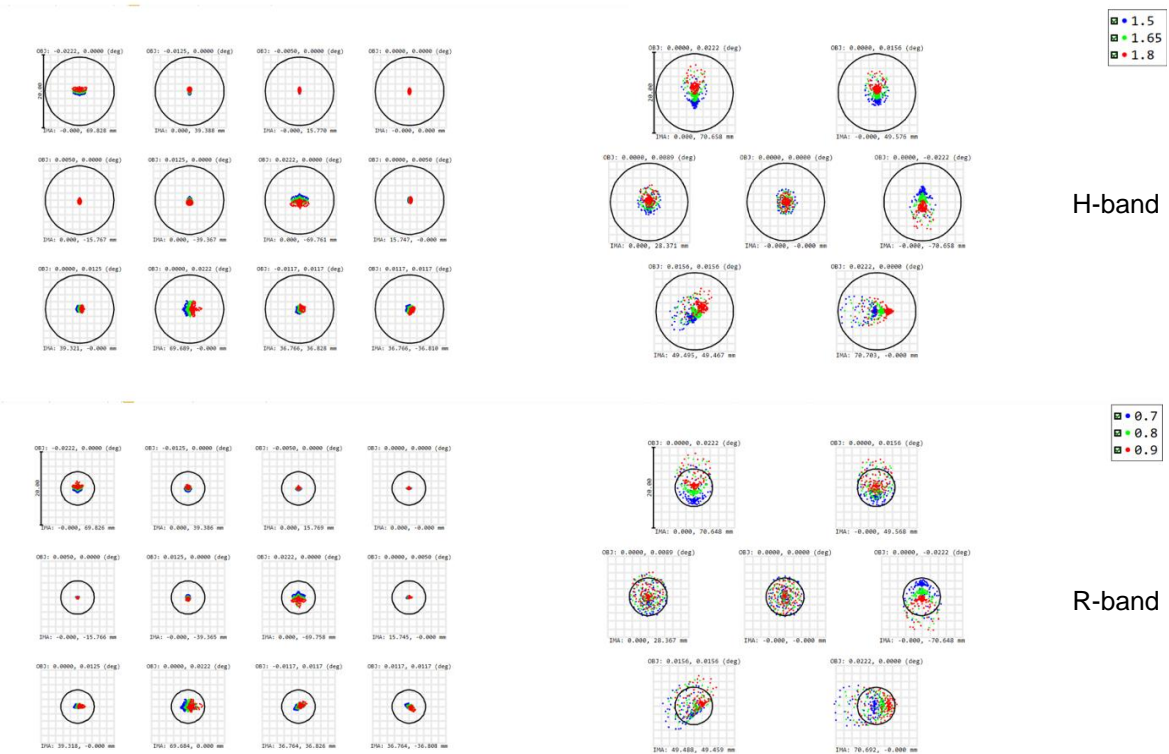 1.5
1.65
1.8
OBJ: -0.0222, 0.0000 (deg) OBJ: -0.0125, 0.0000 (deg) OBJ: -0.0050, 0.0000 (deg) OBJ: 0.0000, 0.0000 (deg) OBJ: 0.0000, 0.0222 (deg) OBJ: 0.0000, 0.0156 (deg)
20.00 20.00
IMA: -0.000, 69.828 mm IMA: 0.000, 39.388 mm IMA: -0.000, 15.770 mm IMA: -0.000, 0.000 mm IMA: 0.000, 70.658 mm IMA: -0.000, 49.576 mm
OBJ: 0.0050, 0.0000 (deg) OBJ: 0.0125, 0.0000 (deg) OBJ: 0.0222, 0.0000 (deg) OBJ: 0.0000, 0.0050 (deg) OBJ: 0.0000, 0.0089 (deg) OBJ: 0.0000, 0.0000 (deg) OBJ: 0.0000, -0.0222 (deg)
H-band
IMA: 0.000, -15.767 mm IMA: 0.000, -39.367 mm IMA: 0.000, -69.761 mm IMA: 15.747, -0.000 mm IMA: 0.000, 28.371 mm IMA: -0.000, -0.000 mm IMA: -0.000, -70.658 mm
OBJ: 0.0000, 0.0125 (deg) OBJ: 0.0000, 0.0222 (deg) OBJ: -0.0117, 0.0117 (deg) OBJ: 0.0117, 0.0117 (deg) OBJ: 0.0156, 0.0156 (deg) OBJ: 0.0222, 0.0000 (deg)
IMA: 39.321, -0.000 mm IMA: 69.689, -0.000 mm IMA: 36.766, 36.828 mm IMA: 36.766, -36.810 mm IMA: 49.495, 49.467 mm IMA: 70.703, -0.000 mm
0.7
0.8
0.9
OBJ: -0.0222, 0.0000 (deg) OBJ: -0.0125, 0.0000 (deg) OBJ: -0.0050, 0.0000 (deg) OBJ: 0.0000, 0.0000 (deg) OBJ: 0.0000, 0.0222 (deg) OBJ: 0.0000, 0.0156 (deg)
20.00 20.00
IMA: -0.000, 69.826 mm IMA: 0.000, 39.386 mm IMA: 0.000, 15.769 mm IMA: 0.000, -0.000 mm IMA: 0.000, 70.648 mm IMA: -0.000, 49.568 mm
OBJ: 0.0050, 0.0000 (deg) OBJ: 0.0125, 0.0000 (deg) OBJ: 0.0222, 0.0000 (deg) OBJ: 0.0000, 0.0050 (deg) OBJ: 0.0000, 0.0089 (deg) OBJ: 0.0000, 0.0000 (deg) OBJ: 0.0000, -0.0222 (deg)
R-band
IMA: -0.000, -15.766 mm IMA: 0.000, -39.365 mm IMA: 0.000, -69.758 mm IMA: 15.745, -0.000 mm IMA: 0.000, 28.367 mm IMA: -0.000, -0.000 mm IMA: -0.000, -70.648 mm
OBJ: 0.0000, 0.0125 (deg) OBJ: 0.0000, 0.0222 (deg) OBJ: -0.0117, 0.0117 (deg) OBJ: 0.0117, 0.0117 (deg) OBJ: 0.0156, 0.0156 (deg) OBJ: 0.0222, 0.0000 (deg)
IMA: 39.318, -0.000 mm IMA: 69.684, 0.000 mm IMA: 36.764, 36.826 mm IMA: 36.764, -36.808 mm IMA: 49.488, 49.459 mm IMA: 70.692, -0.000 mm